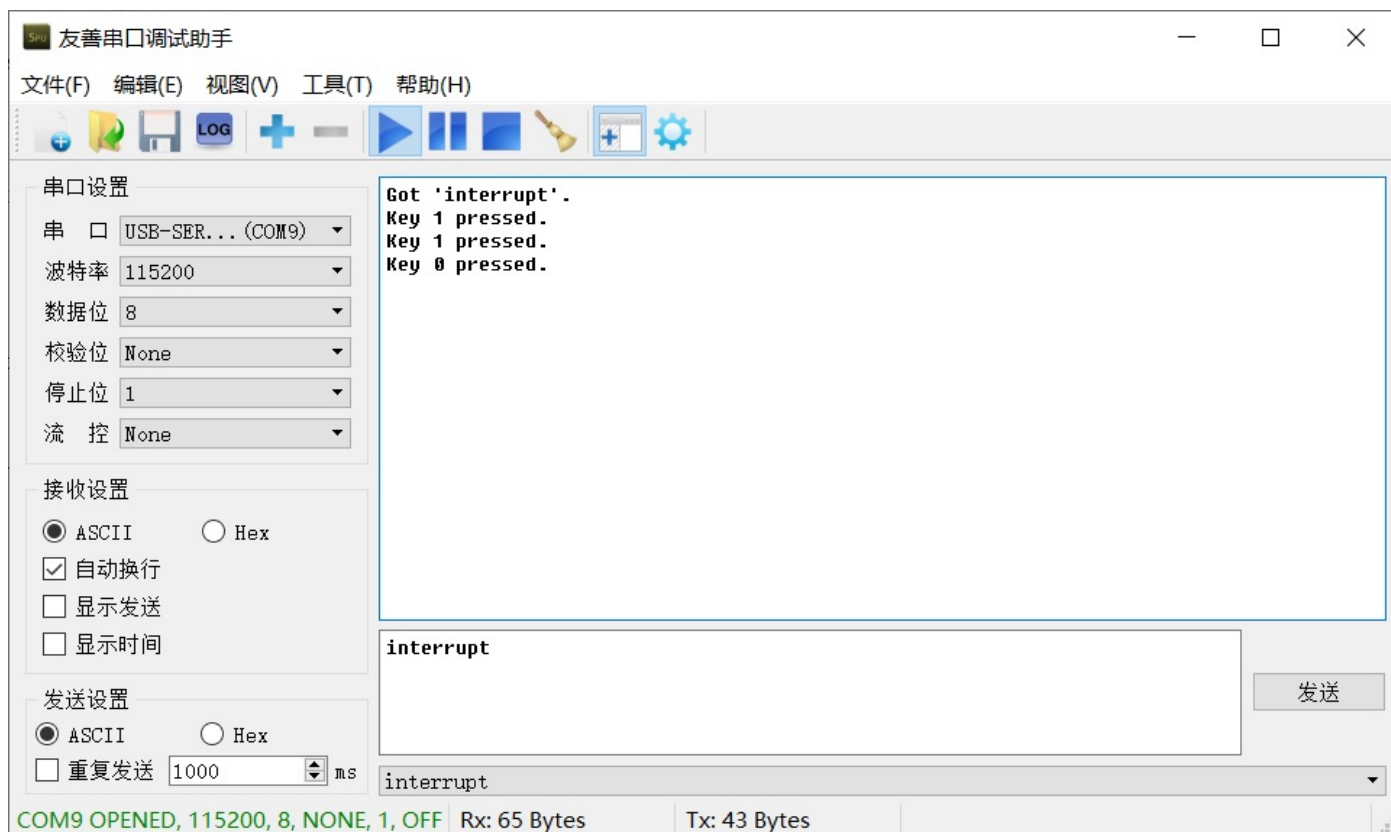 Spu 友善串口调试助手
文件(F) 编辑(E) 视图(V) 工具(T) 帮助(H)
LOG
串口设置
串 口 USB-SER...(COM9)
波特率 115200
数据位 8
校验位 None
停止位 1
流 控 None
接收设置
ASCII Hex
自动换行
显示发送
显示时间
发送设置
ASCII Hex
重复发送 1000 ms
Got 'interrupt'.
Key 1 pressed.
Key 1 pressed.
Key 0 pressed.
interrupt
发送
interrupt
COM9 OPENED, 115200, 8, NONE, 1, OFF Rx: 65 Bytes Tx: 43 Bytes